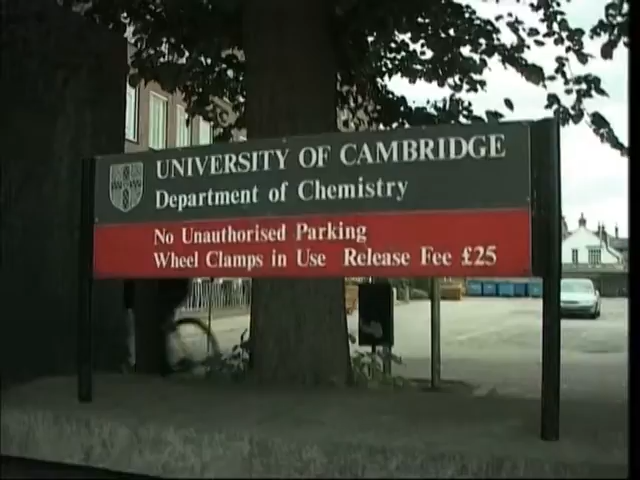 UNIVERSITY OF CAMBRIDGE
Department of Chemistry
No Unauthorised Parking
Wheel Clamps in Use Release Fee £25